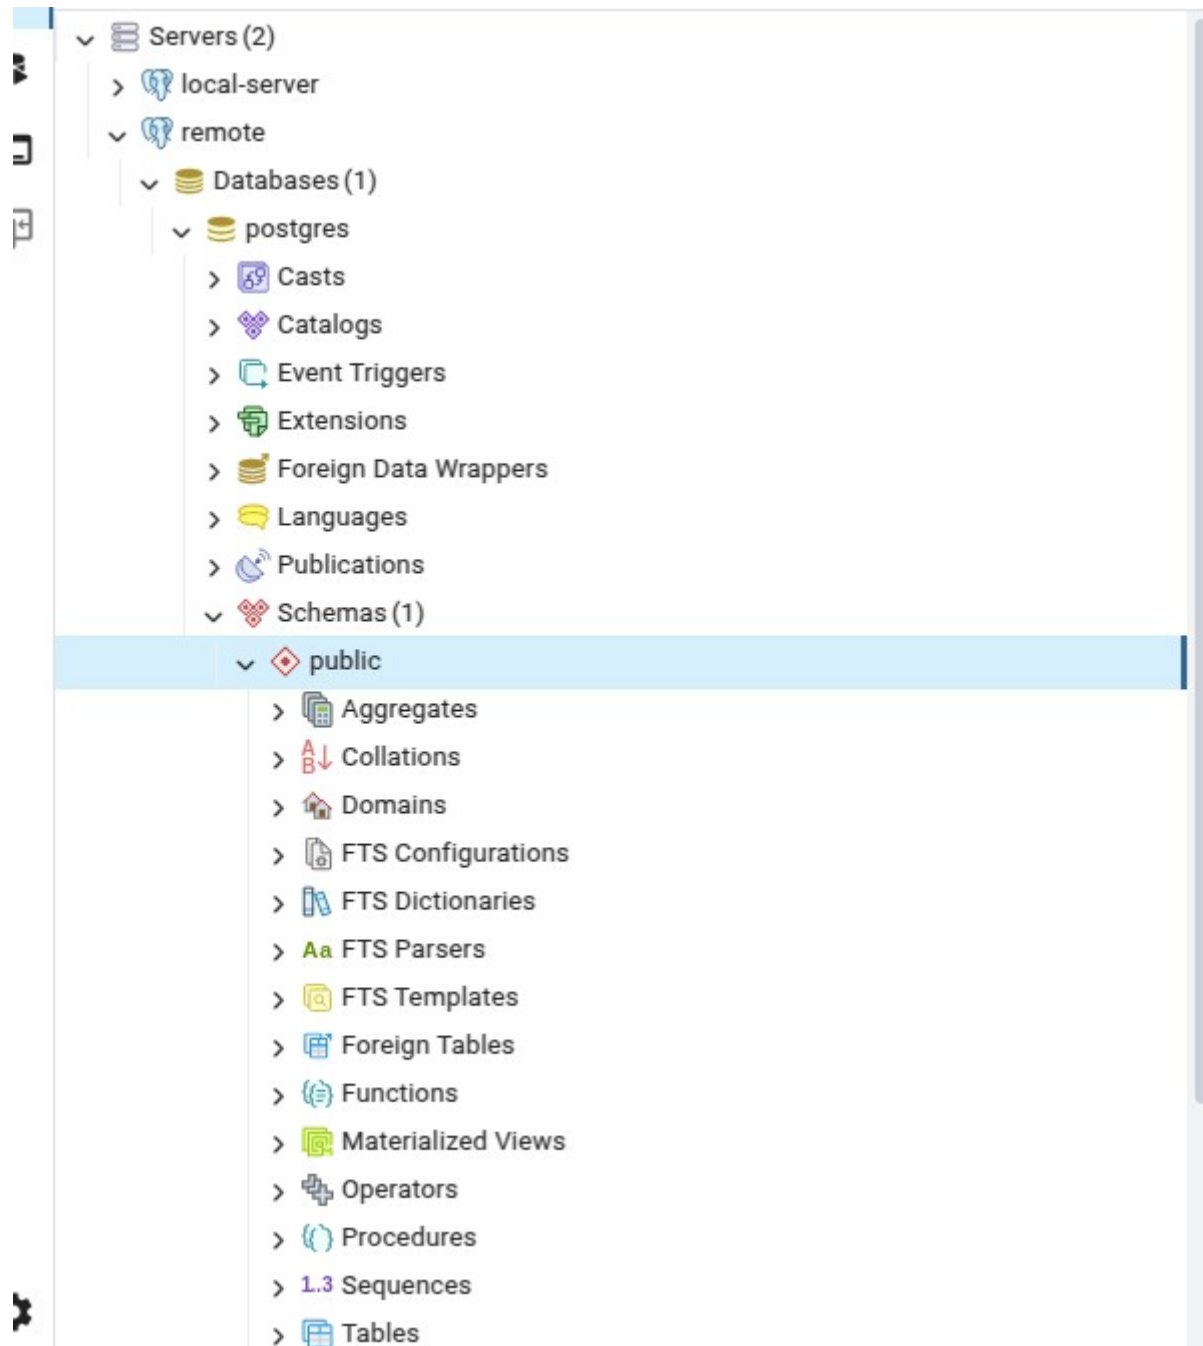 Servers (2)
local-server
remote
Databases (1)
postgres
Casts
Catalogs
Event Triggers
Extensions
Foreign Data Wrappers
Languages
Publications
Schemas (1)
public
Aggregates
Collations
Domains
FTS Configurations
FTS Dictionaries
Aa FTS Parsers
FTS Templates
Foreign Tables
Functions
Materialized Views
Operators
Procedures
1..3 Sequences
Tables